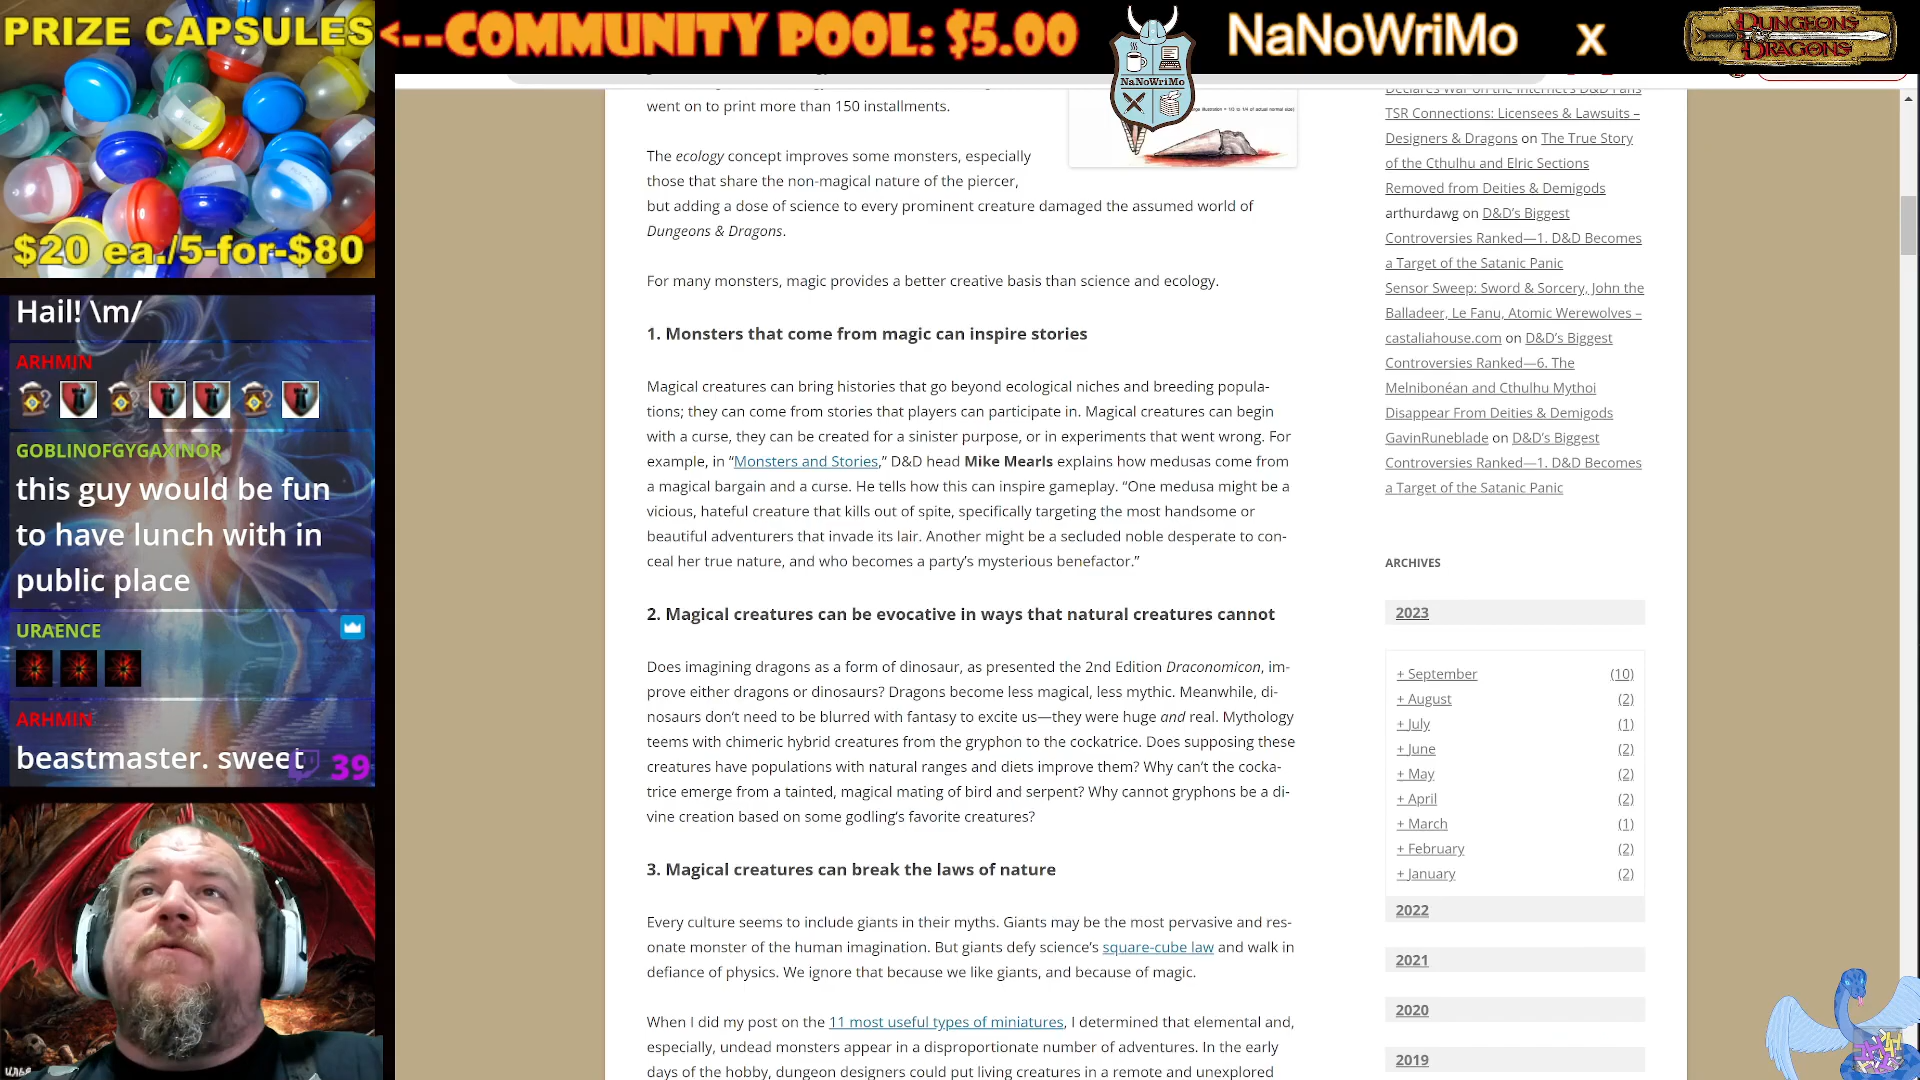 PRIZE CAPSULES
$20 ea./5-for-$80
<--COMMUNITY POOL: $5.00
NaNoWriMo
NaNoWriMo x
DUNGEONS
DRAGONS
Hail! \m/
ARHMIN
GOBLINOFGYGAXINOR
this guy would be fun
to have lunch with in
public place
URAENCE
ARHMIN
beastmaster. sweet
39
went on to print more than 150 installments.
The ecology concept improves some monsters, especially
those that share the non-magical nature of the piercer,
but adding a dose of science to every prominent creature damaged the assumed world of
Dungeons & Dragons.
For many monsters, magic provides a better creative basis than science and ecology.
1. Monsters that come from magic can inspire stories
Magical creatures can bring histories that go beyond ecological niches and breeding popula-
tions; they can come from stories that players can participate in. Magical creatures can begin
with a curse, they can be created for a sinister purpose, or in experiments that went wrong. For
example, in “Monsters and Stories,” D&D head Mike Mearls explains how medusas come from
a magical bargain and a curse. He tells how this can inspire gameplay. “One medusa might be a
vicious, hateful creature that kills out of spite, specifically targeting the most handsome or
beautiful adventurers that invade its lair. Another might be a secluded noble desperate to con-
ceal her true nature, and who becomes a party’s mysterious benefactor.”
2. Magical creatures can be evocative in ways that natural creatures cannot
Does imagining dragons as a form of dinosaur, as presented the 2nd Edition Draconomicon, im-
prove either dragons or dinosaurs? Dragons become less magical, less mythic. Meanwhile, di-
nosaurs don’t need to be blurred with fantasy to excite us—they were huge and real. Mythology
teems with chimeric hybrid creatures from the gryphon to the cockatrice. Does supposing these
creatures have populations with natural ranges and diets improve them? Why can’t the cocka-
trice emerge from a tainted, magical mating of bird and serpent? Why cannot gryphons be a di-
vine creation based on some godling’s favorite creatures?
3. Magical creatures can break the laws of nature
Every culture seems to include giants in their myths. Giants may be the most pervasive and res-
onate monster of the human imagination. But giants defy science’s square-cube law and walk in
defiance of physics. We ignore that because we like giants, and because of magic.
When I did my post on the 11 most useful types of miniatures, I determined that elemental and,
especially, undead monsters appear in a disproportionate number of adventures. In the early
days of the hobby, dungeon designers could put living creatures in a remote and unexplored
Declares War on the Internet’s D&D Fans
TSR Connections: Licensees & Lawsuits –
Designers & Dragons on The True Story
of the Cthulhu and Elric Sections
Removed from Deities & Demigods
arthurdawg on D&D’s Biggest
Controversies Ranked—1. D&D Becomes
a Target of the Satanic Panic
Sensor Sweep: Sword & Sorcery, John the
Balladeer, Le Fanu, Atomic Werewolves –
castaliahouse.com on D&D’s Biggest
Controversies Ranked—6. The
Melnibonéan and Cthulhu Mythoi
Disappear From Deities & Demigods
GavinRuneblade on D&D’s Biggest
Controversies Ranked—1. D&D Becomes
a Target of the Satanic Panic
ARCHIVES
2023
+ September (10)
+ August (2)
+ July (1)
+ June (2)
+ May (2)
+ April (2)
+ March (1)
+ February (2)
+ January (2)
2022
2021
2020
2019